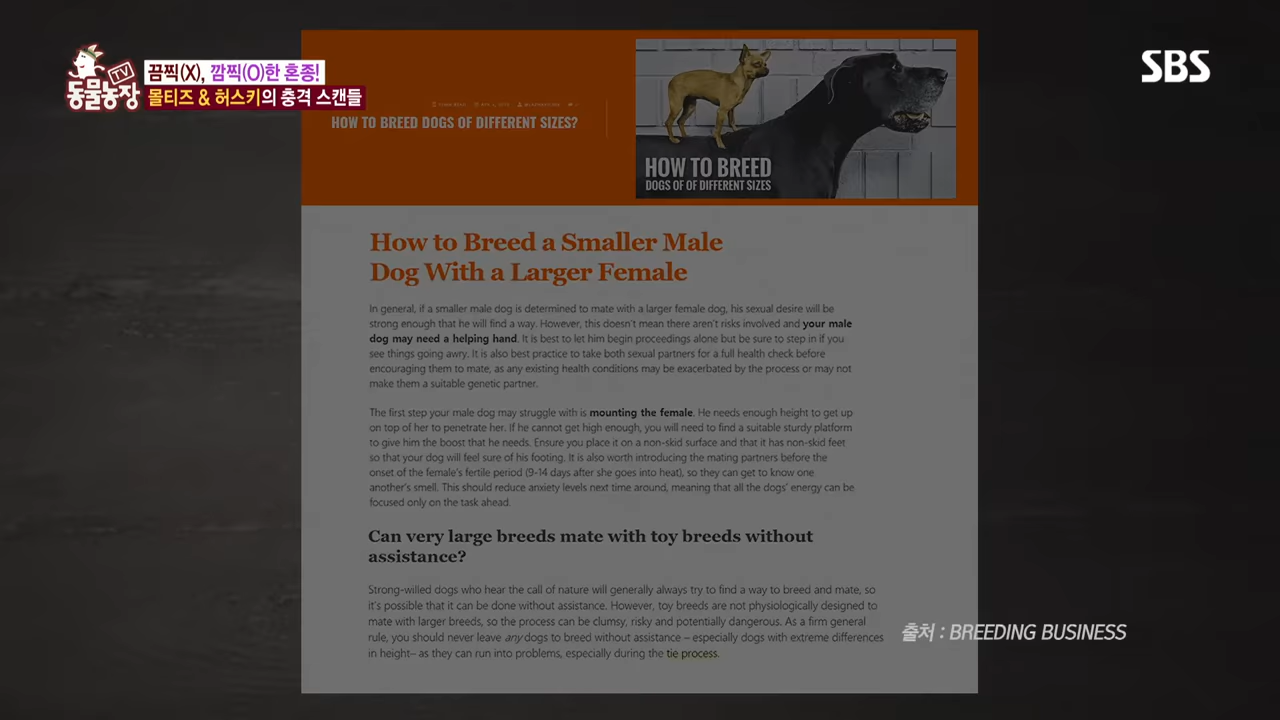 TV
동물농장
끔찍(X), 깜찍(O)한 혼종!
몰티즈 & 허스키의 충격 스캔들
SBS
HOW TO BREED DOGS OF DIFFERENT SIZES?
HOW TO BREED
DOGS OF OF DIFFERENT SIZES
How to Breed a Smaller Male
Dog With a Larger Female
In general, if a smaller male dog is determined to mate with a larger female dog, his sexual desire will be
strong enough that he will find a way. However, this doesn't mean there aren't risks involved and your male
dog may need a helping hand. It is best to let him begin proceedings alone but be sure to step in if you
see things going awry. It is also best practice to take both sexual partners for a full health check before
encouraging them to mate, as any existing health conditions may be exacerbated by the process or may not
make them a suitable genetic partner.
The first step your male dog may struggle with is mounting the female. He needs enough height to get up
on top of her to penetrate her. If he cannot get high enough, you will need to find a suitable sturdy platform
to give him the boost that he needs. Ensure you place it on a non-skid surface and that it has non-skid feet
so that your dog will feel sure of his footing. It is also worth introducing the mating partners before the
onset of the female's fertile period (9-14 days after she goes into heat), so they can get to know one
another's smell. This should reduce anxiety levels next time around, meaning that all the dogs' energy can be
focused only on the task ahead.
Can very large breeds mate with toy breeds without
assistance?
Strong-willed dogs who hear the call of nature will generally always try to find a way to breed and mate, so
it's possible that it can be done without assistance. However, toy breeds are not physiologically designed to
mate with larger breeds, so the process can be clumsy, risky and potentially dangerous. As a firm general
rule, you should never leave any dogs to breed without assistance – especially dogs with extreme differences
in height– as they can run into problems, especially during the tie process.
출처 : BREEDING BUSINESS